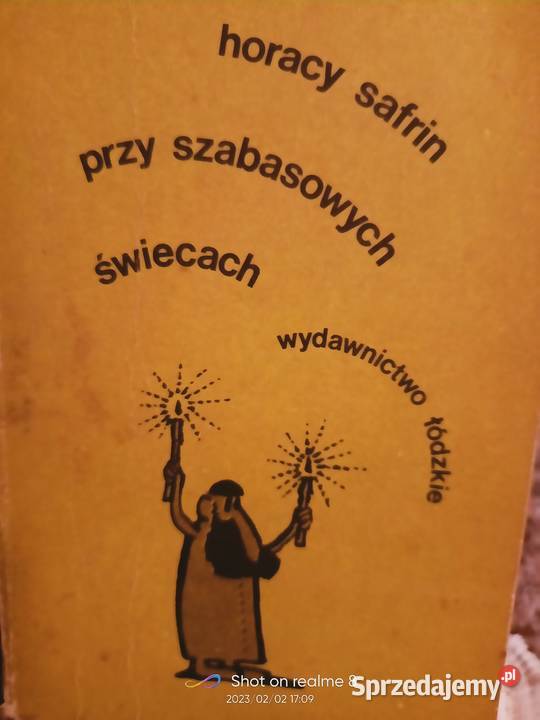 horacy safrin
przy szabasowych
świecach
wydawnictwo łódzkie
Shot on realme 8
2023/02/02 17:09
Sprzedajemy.pl